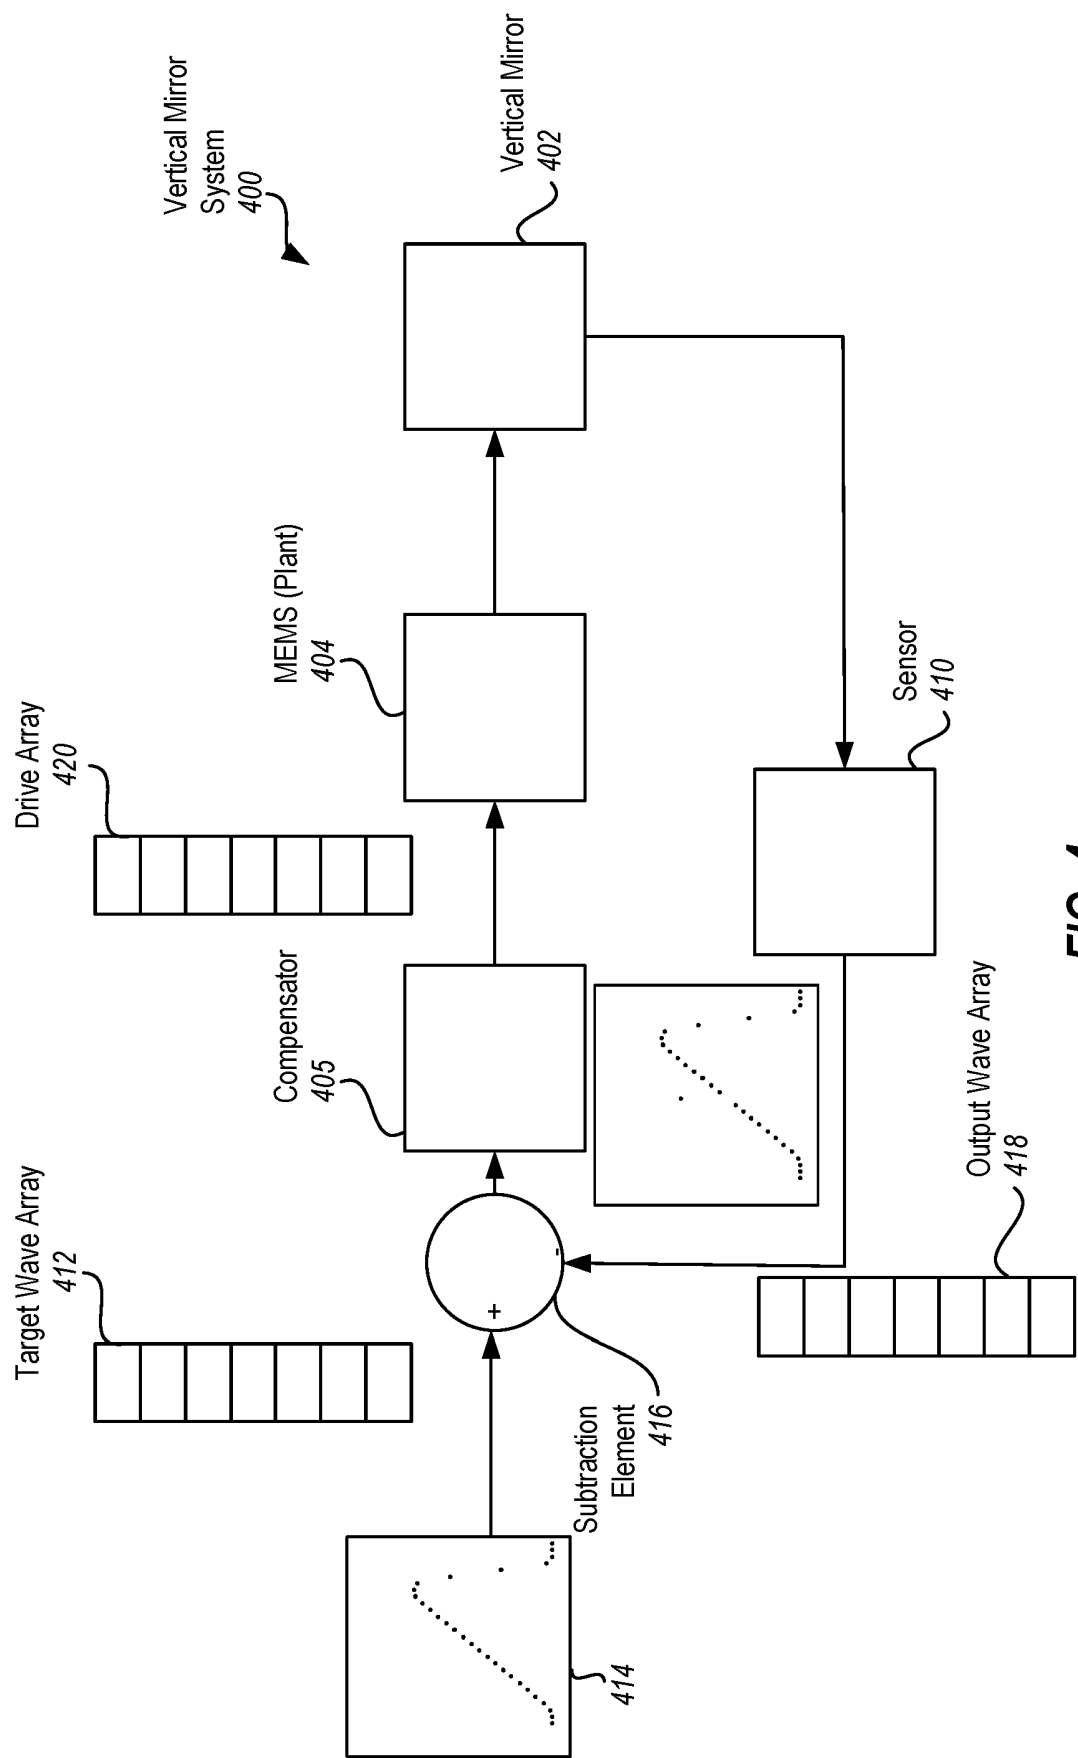 Vertical Mirror
System
400
Target Wave Array
412
Drive Array
420
Compensator
405
MEMS (Plant)
404
Vertical Mirror
402
+
-
414
Subtraction
Element
416
Output Wave Array
418
Sensor
410